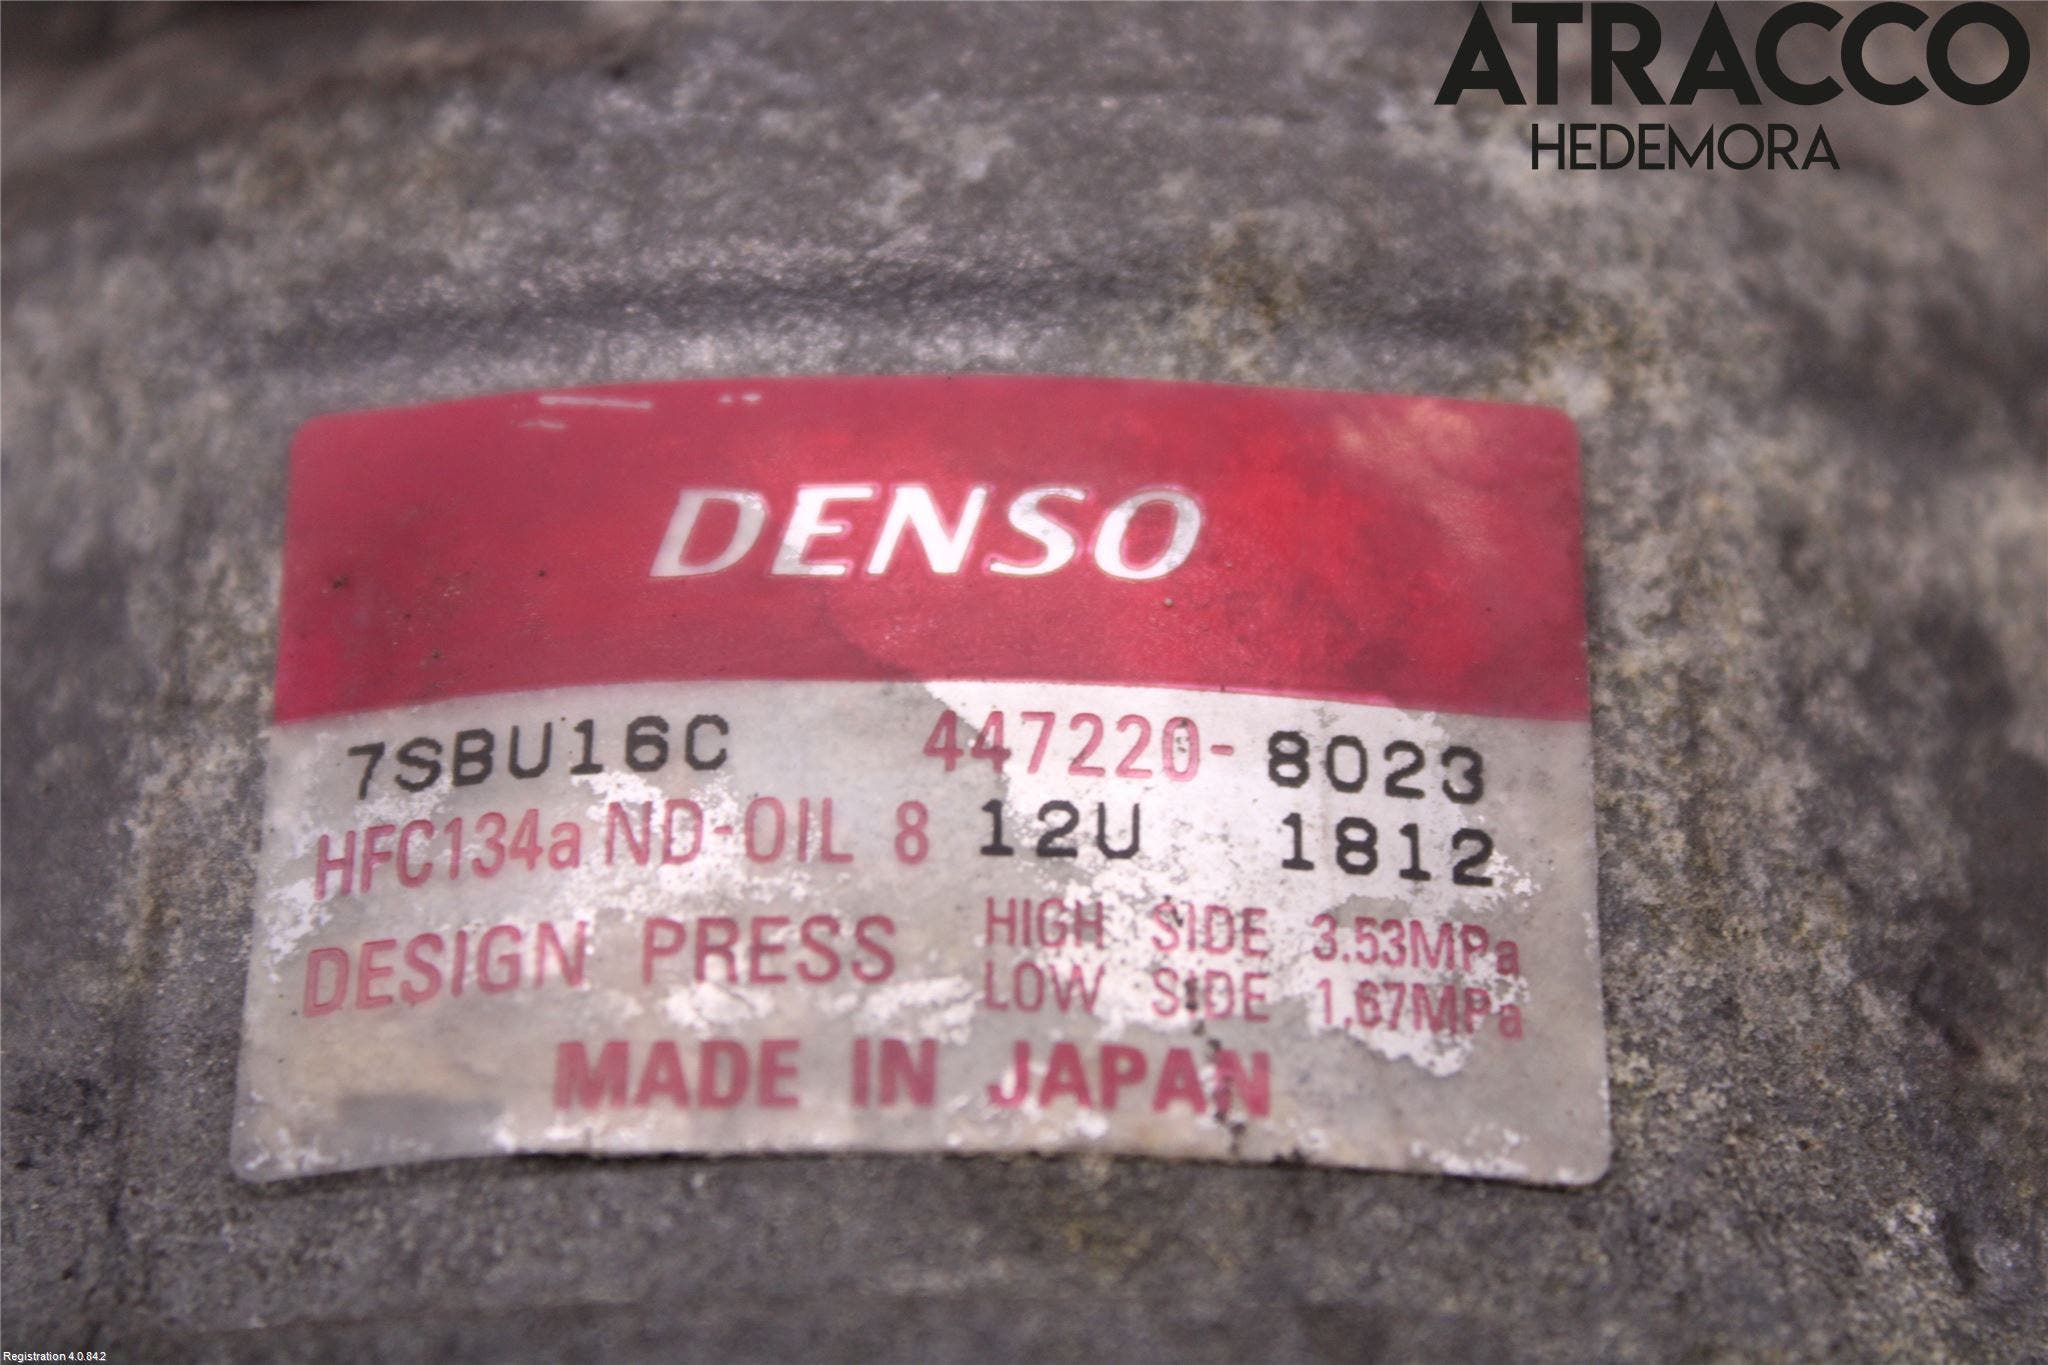 ATRACCO
HEDEMORA
DENSO
7SBU16C 447220-8023
HFC134a ND-OIL 8 12U 1812
DESIGN PRESS HIGH SIDE 3.53MPa
LOW SIDE 1.67MPa
MADE IN JAPAN
Registration 4.0.84.2